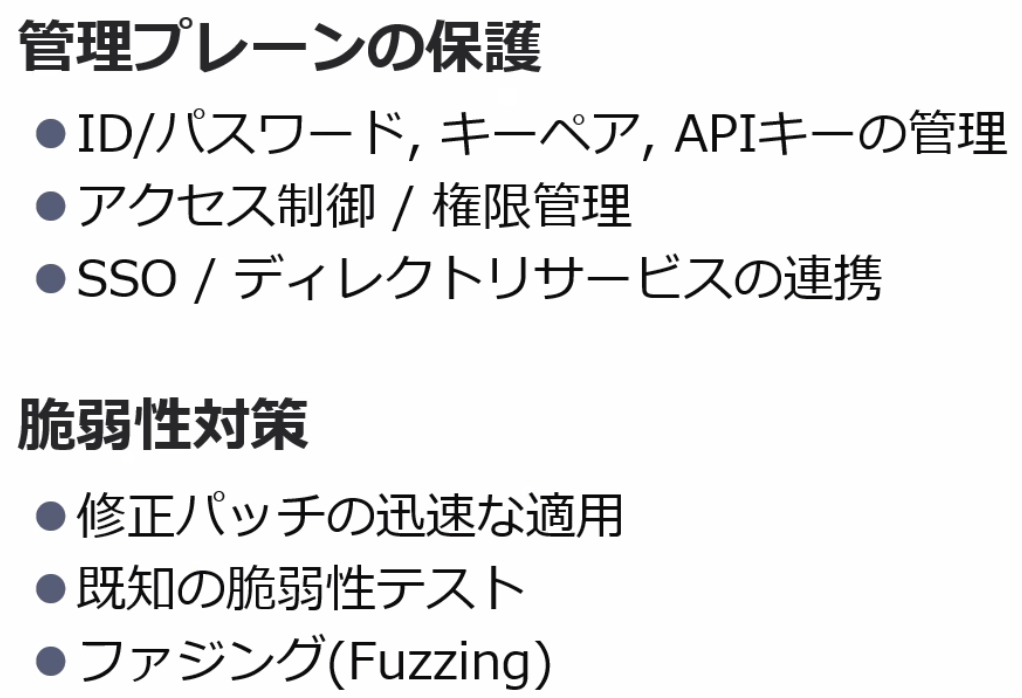 管理プレーンの保護
●ID/パスワード, キーペア, APIキーの管理
●アクセス制御 / 権限管理
●SSO / ディレクトリサービスの連携
脆弱性対策
●修正パッチの迅速な適用
●既知の脆弱性テスト
●ファジング(Fuzzing)